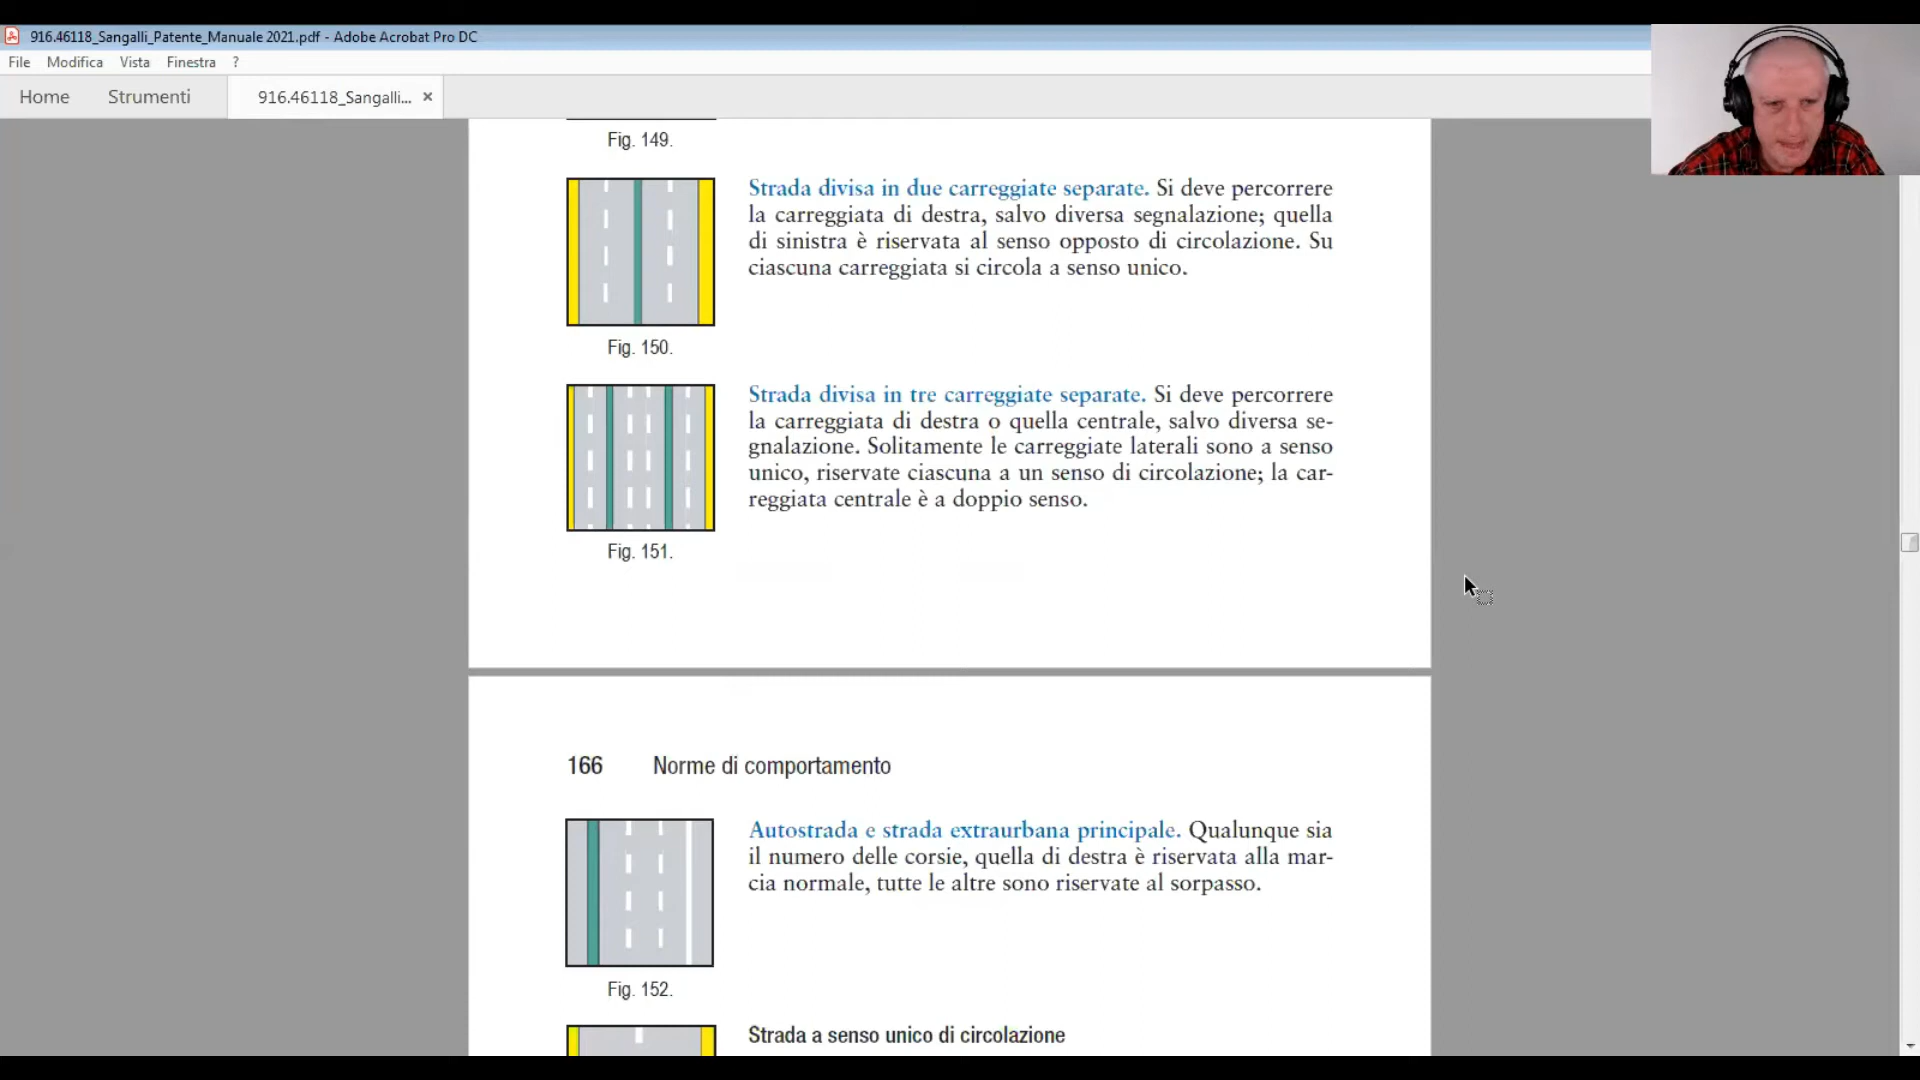 916.46118_Sangalli_Patente_Manuale 2021.pdf - Adobe Acrobat Pro DC
File Modifica Vista Finestra ?
Home Strumenti 916.46118_Sangalli... ×
Fig. 149.
Strada divisa in due carreggiate separate. Si deve percorrere
la carreggiata di destra, salvo diversa segnalazione; quella
di sinistra è riservata al senso opposto di circolazione. Su
ciascuna carreggiata si circola a senso unico.
Fig. 150.
Strada divisa in tre carreggiate separate. Si deve percorrere
la carreggiata di destra o quella centrale, salvo diversa se-
gnalazione. Solitamente le carreggiate laterali sono a senso
unico, riservate ciascuna a un senso di circolazione; la car-
reggiata centrale è a doppio senso.
Fig. 151.
166 Norme di comportamento
Autostrada e strada extraurbana principale. Qualunque sia
il numero delle corsie, quella di destra è riservata alla mar-
cia normale, tutte le altre sono riservate al sorpasso.
Fig. 152.
Strada a senso unico di circolazione